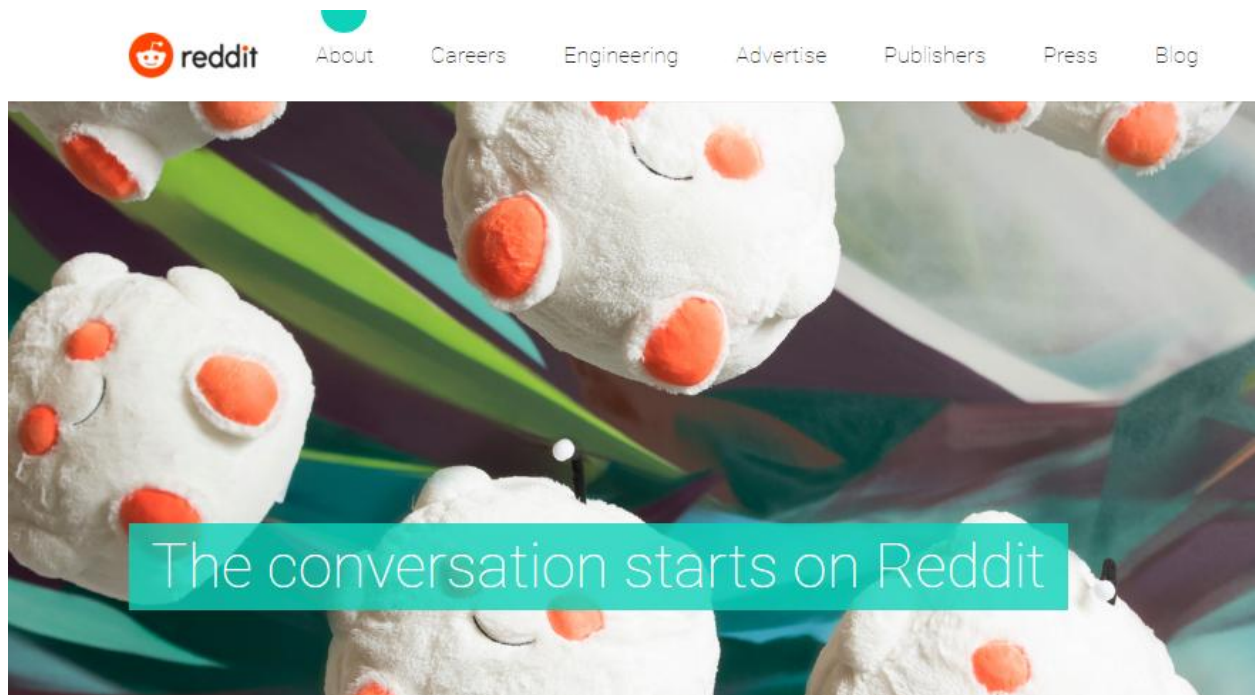 reddit About Careers Engineering Advertise Publishers Press Blog
The conversation starts on Reddit